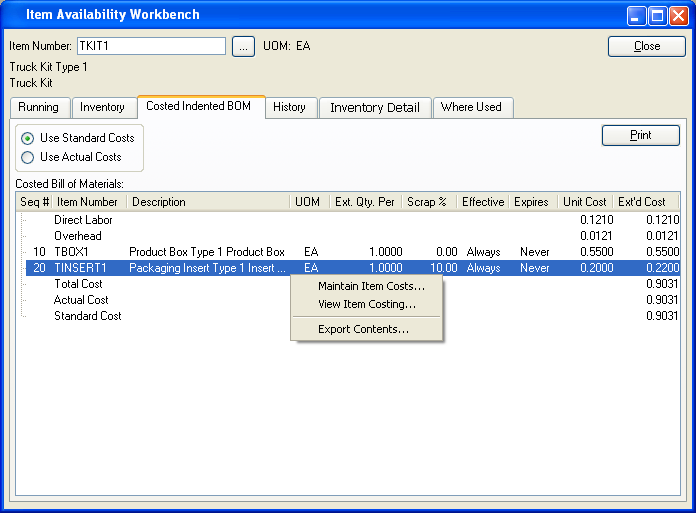 Item Availability Workbench
Item Number: TKIT1 ... UOM: EA Close
Truck Kit Type 1
Truck Kit
Running Inventory Costed Indented BOM History Inventory Detail Where Used
Use Standard Costs Print
Use Actual Costs
Costed Bill of Materials:
Seq # Item Number Description UOM Ext. Qty. Per Scrap % Effective Expires Unit Cost Ext'd Cost
Direct Labor 0.1210 0.1210
Overhead 0.0121 0.0121
10 TBOX1 Product Box Type 1 Product Box EA 1.0000 0.00 Always Never 0.5500 0.5500
20 TINSERT1 Packaging Insert Type 1 Insert ... EA 1.0000 10.00 Always Never 0.2000 0.2200
Total Cost 0.9031
Actual Cost 0.9031
Standard Cost 0.9031
Maintain Item Costs...
View Item Costing...
Export Contents...